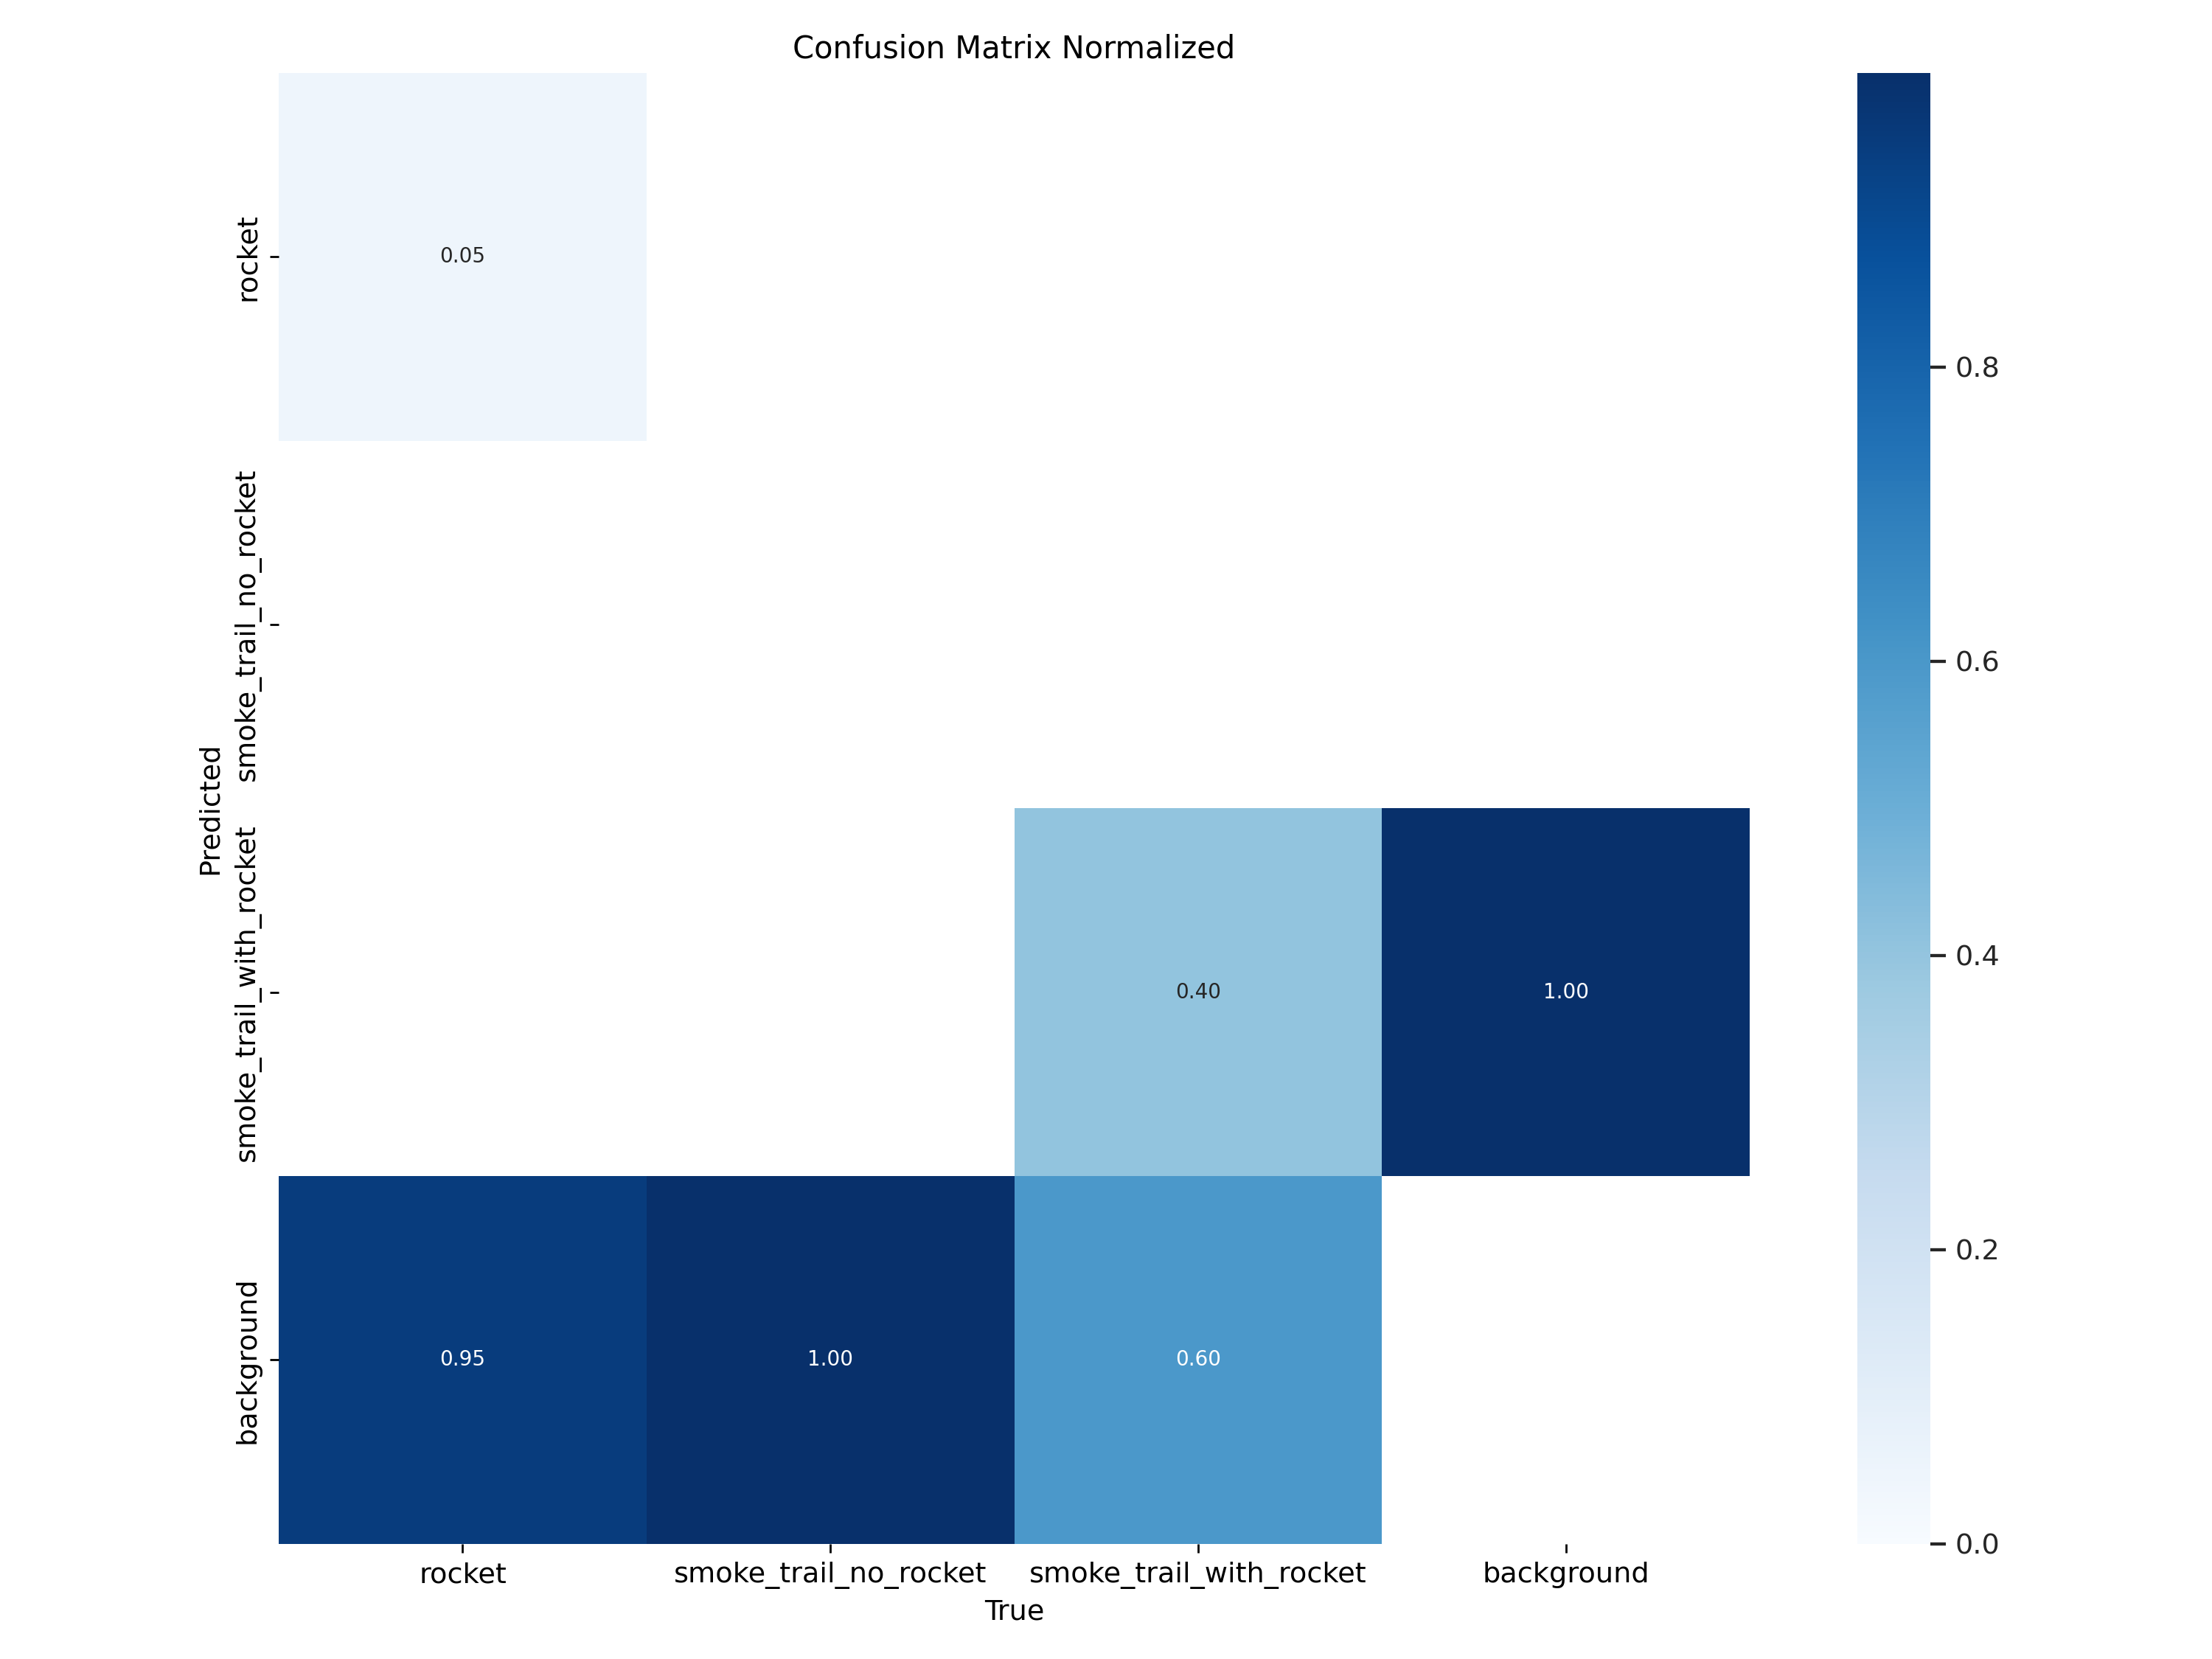 Confusion Matrix Normalized
rocket
smoke_trail_no_rocket
smoke_trail_with_rocket
background
Predicted
0.05
0.40
1.00
0.95
1.00
0.60
rocket
smoke_trail_no_rocket
smoke_trail_with_rocket
background
True
0.8
0.6
0.4
0.2
0.0